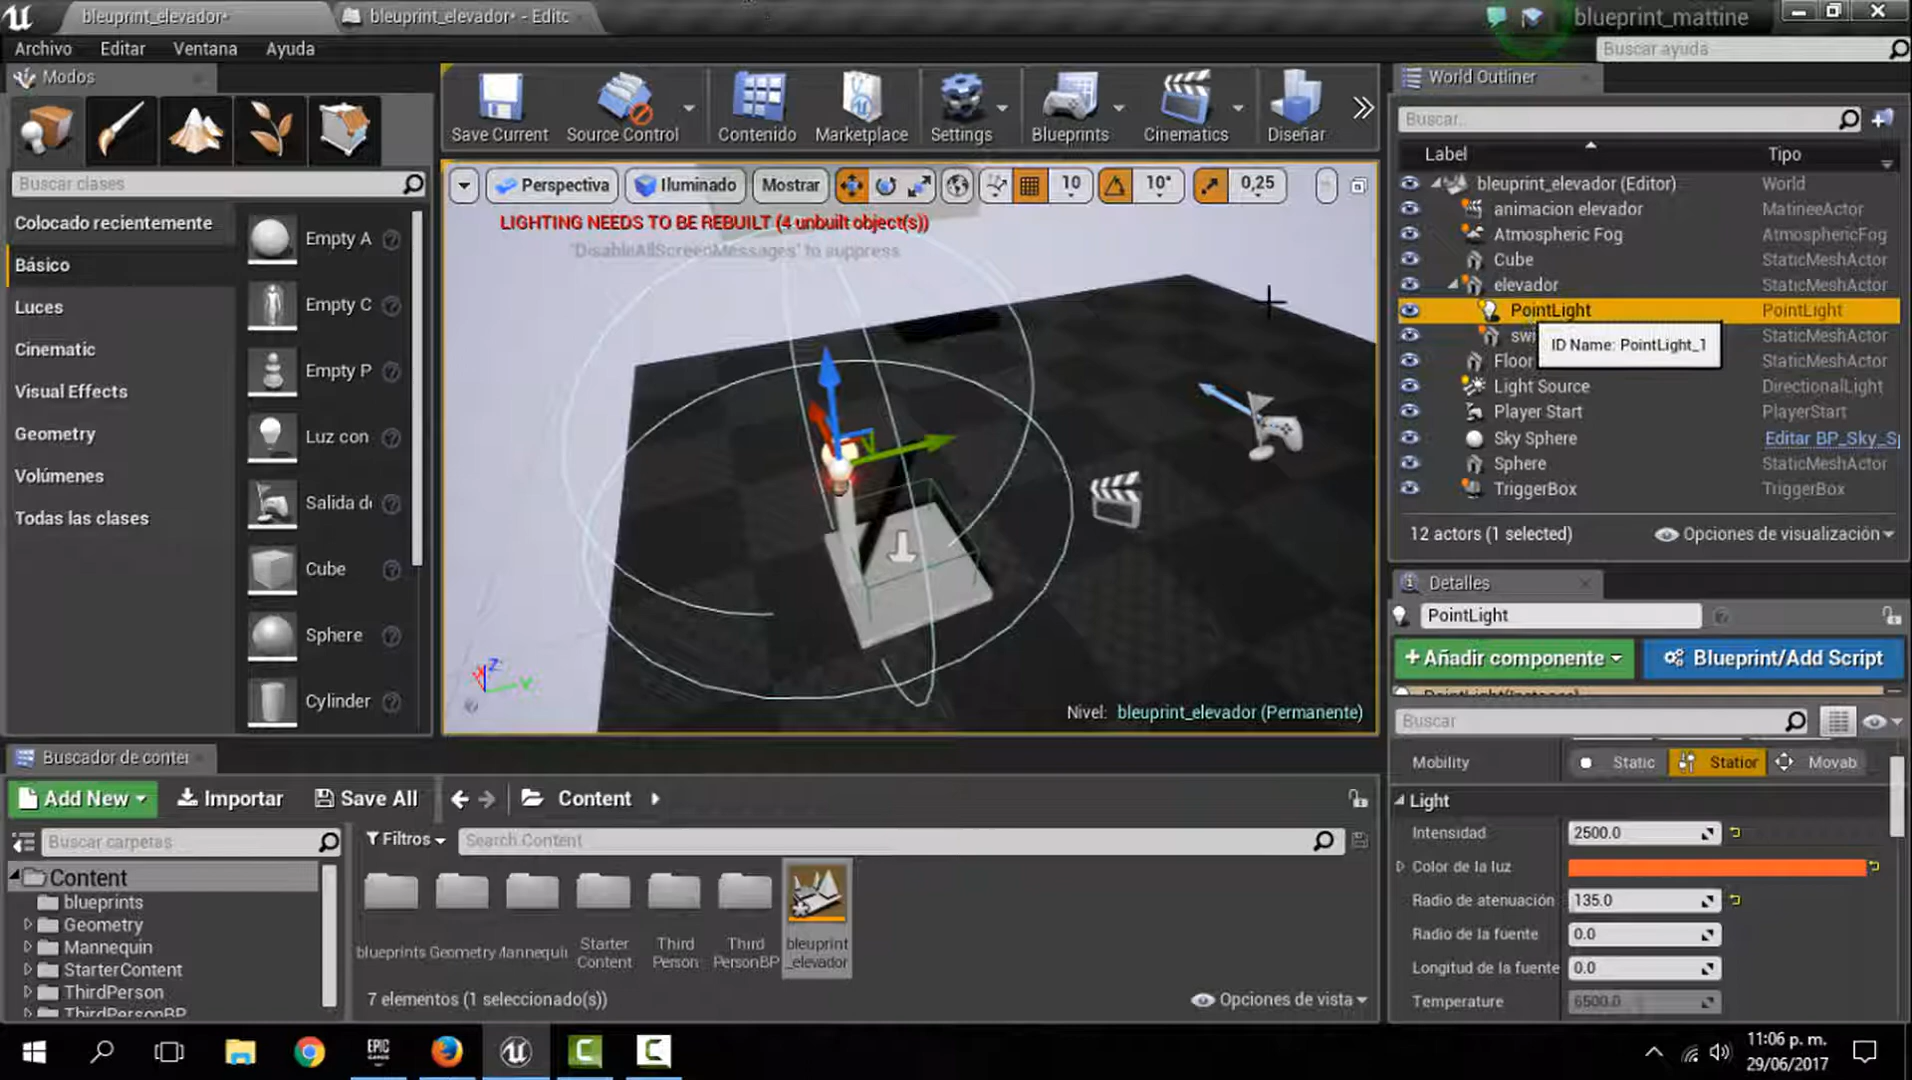 bleuprint_elevador*
bleuprint_elevador* - Editc
blueprint_mattine
Archivo
Editar
Ventana
Ayuda
Buscar ayuda
Modos
Save Current
Source Control
Contenido
Marketplace
Settings
Blueprints
Cinematics
Diseñar
World Outliner
Buscar..
Buscar clases
Colocado recientemente
Básico
Luces
Cinematic
Visual Effects
Geometry
Volúmenes
Todas las clases
Empty A
Empty C
Empty P
Luz con
Salida d
Cube
Sphere
Cylinder
Perspectiva
Iluminado
Mostrar
10
10°
0,25
LIGHTING NEEDS TO BE REBUILT (4 unbuilt object(s))
'DisableAllScreenMessages' to suppress
Nivel: bleuprint_elevador (Permanente)
Label
Tipo
bleuprint_elevador (Editor)
World
animacion elevador
MatineeActor
Atmospheric Fog
AtmosphericFog
Cube
StaticMeshActor
elevador
StaticMeshActor
PointLight
PointLight
sw
StaticMeshActor
ID Name: PointLight_1
Floor
StaticMeshActor
Light Source
DirectionalLight
Player Start
PlayerStart
Sky Sphere
Editar BP_Sky_S
Sphere
StaticMeshActor
TriggerBox
TriggerBox
12 actors (1 selected)
Opciones de visualización
Detalles
PointLight
+Añadir componente
Blueprint/Add Script
PointLight(Instance)
Buscar
Mobility
Static
Station
Movab
Light
Intensidad
2500.0
Color de la luz
Radio de atenuación
135.0
Radio de la fuente
0.0
Longitud de la fuente
0.0
Temperature
6500.0
Buscador de conter
Add New
Importar
Save All
Content
Buscar carpetas
Filtros
Search Content
Content
blueprints
Geometry
Mannequin
StarterContent
ThirdPerson
ThirdPersonBP
blueprints
Geometry
Mannequin
Starter
Content
Third
Person
Third
PersonBP
bleuprint
_elevador
7 elementos (1 seleccionado(s))
Opciones de vista
EPIC
GAMES
11:06 p. m.
29/06/2017